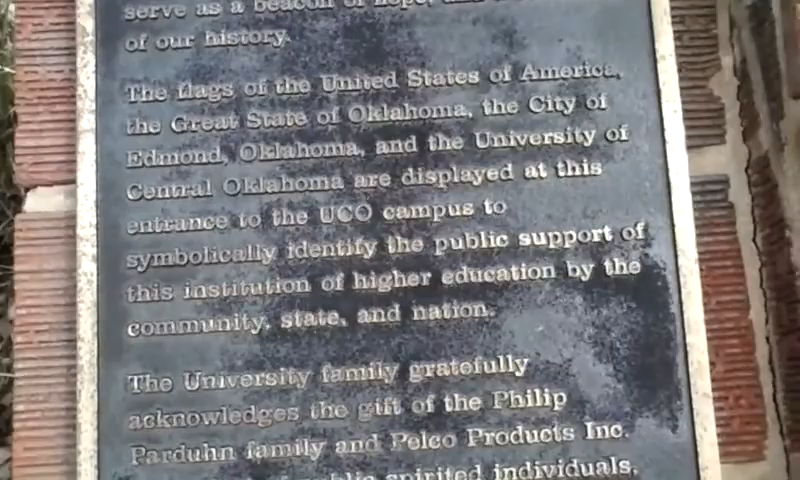 serve as a beacon of hope,
of our history.
The flags of the United States of America,
the Great State of Oklahoma, the City of
Edmond, Oklahoma, and the University of
Central Oklahoma are displayed at this
entrance to the UCO campus to
symbolically identify the public support of
this institution of higher education by the
community, state, and nation.
The University family gratefully
acknowledges the gift of the Philip
Parduhn family and Pelco Products Inc.
public spirited individuals,